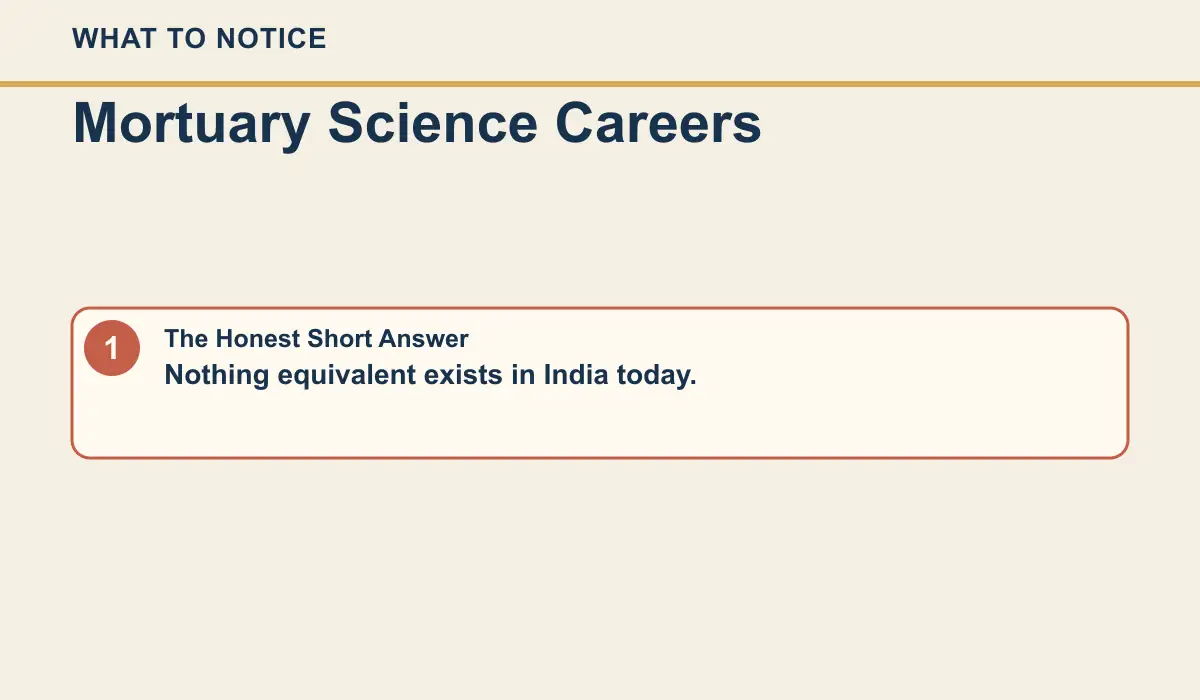 WHAT TO NOTICE
Mortuary Science Careers
1
The Honest Short Answer
Nothing equivalent exists in India today.